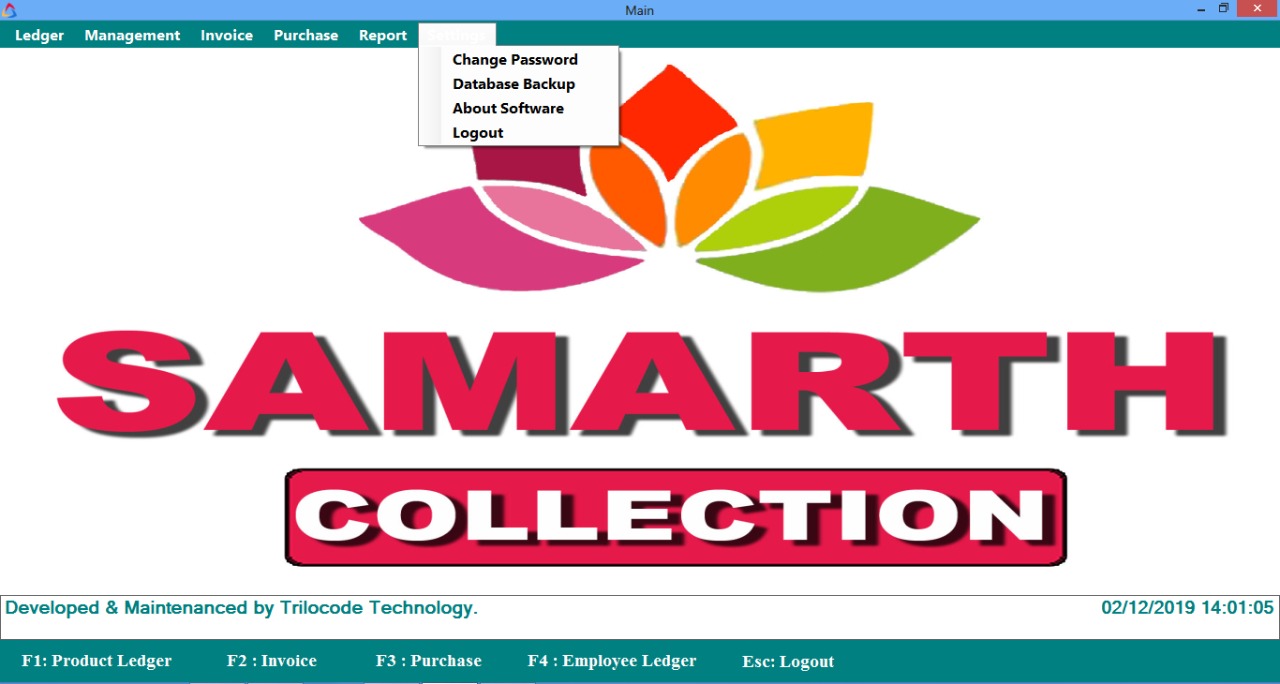 Main
Ledger Management Invoice Purchase Report Settings
Change Password
Database Backup
About Software
Logout
SAMARTH
COLLECTION
Developed & Maintenanced by Trilocode Technology. 02/12/2019 14:01:05
F1: Product Ledger F2 : Invoice F3 : Purchase F4 : Employee Ledger Esc: Logout